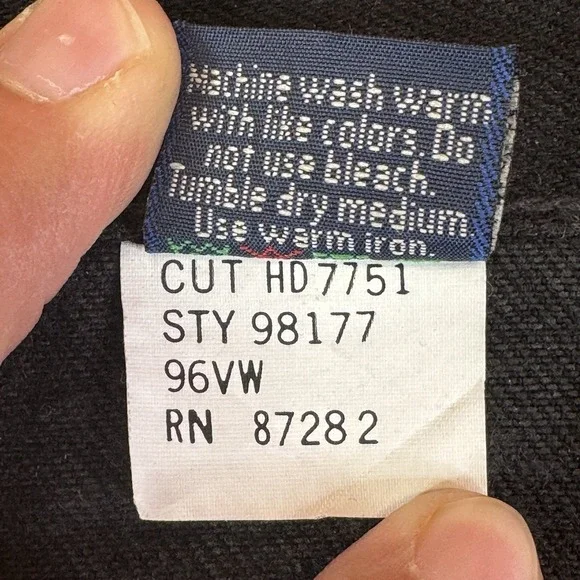 Machine wash warm
with like colors. Do
not use bleach.
Tumble dry medium.
Use warm iron.
CUT HD7751
STY 98177
96VW
RN 87282